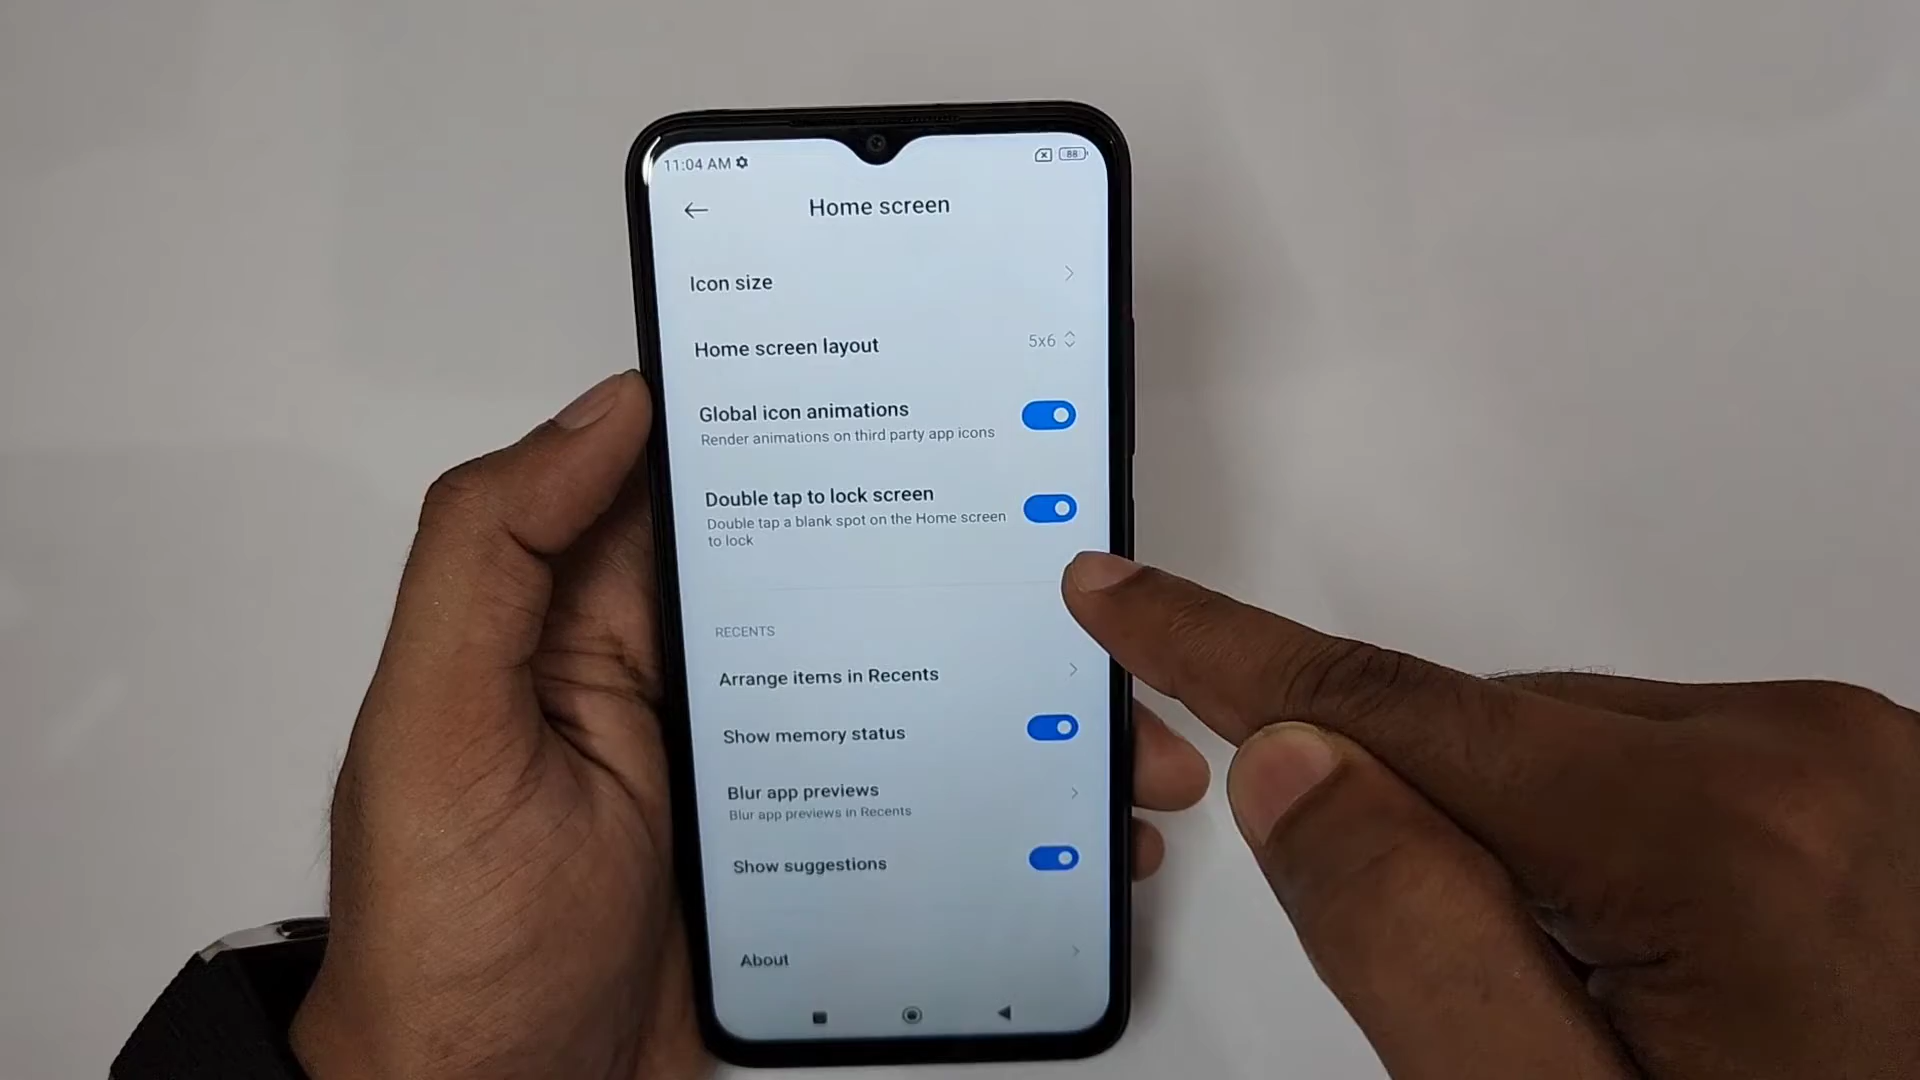 11:04 AM
88
Home screen
Icon size
Home screen layout
5x6
Global icon animations
Render animations on third party app icons
Double tap to lock screen
Double tap a blank spot on the Home screen
to lock
RECENTS
Arrange items in Recents
Show memory status
Blur app previews
Blur app previews in Recents
Show suggestions
About